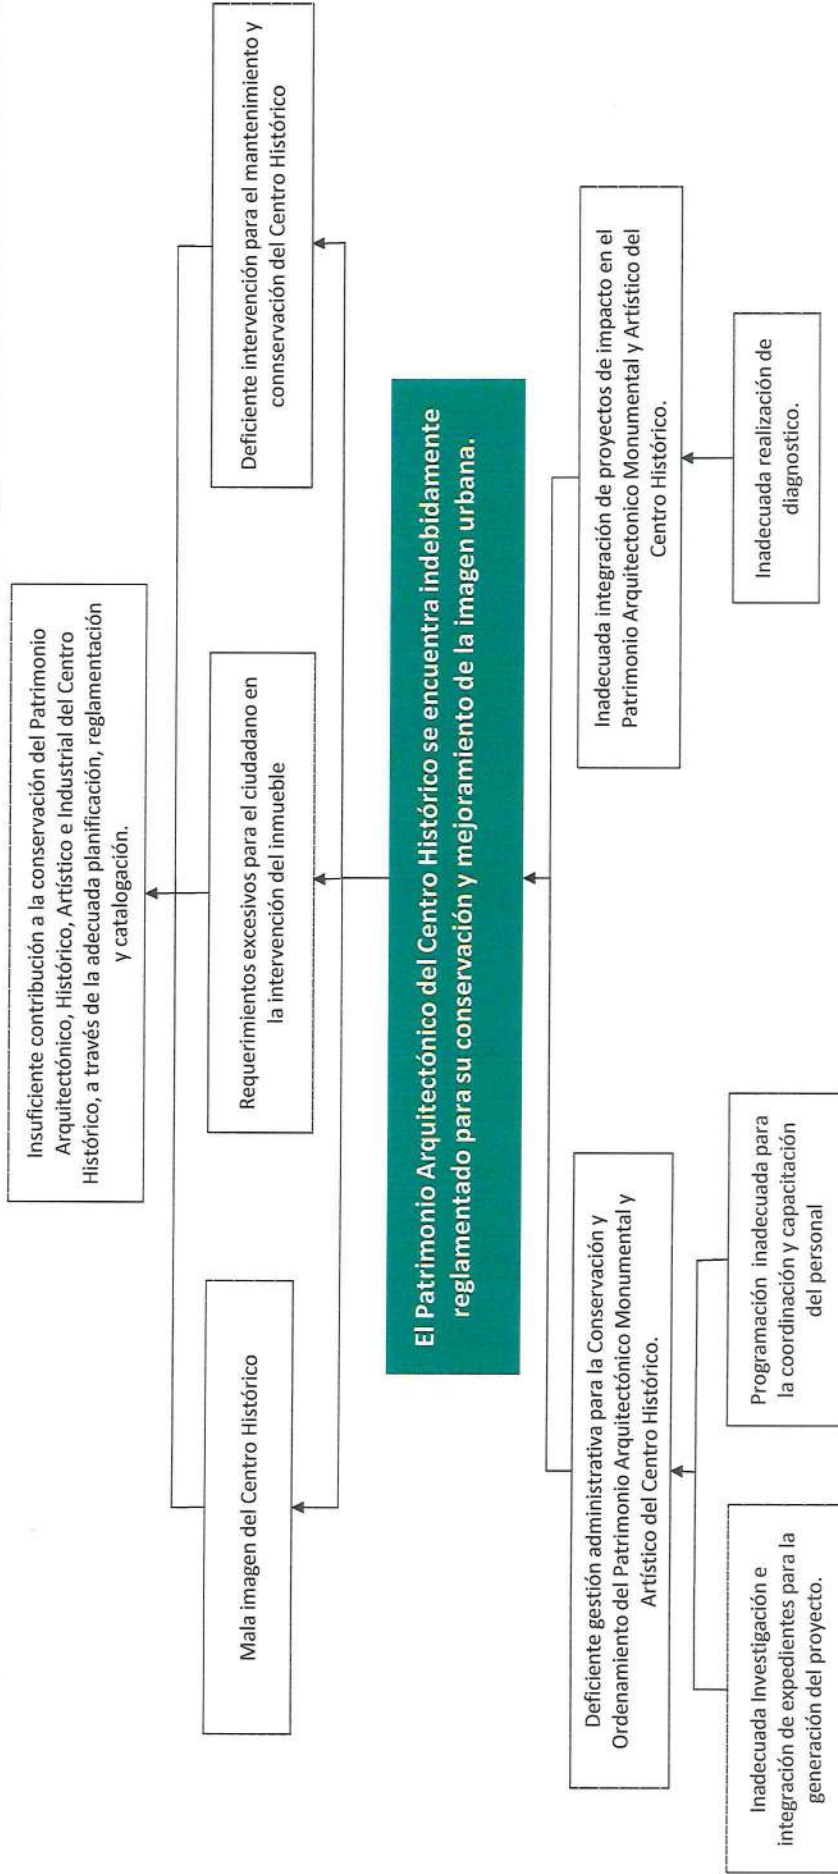 Insuficiente contribución a la conservación del Patrimonio
Arquitectónico, Histórico, Artístico e Industrial del Centro
Histórico, a través de la adecuada planificación, reglamentación
y catalogación.
Mala imagen del Centro Histórico
Requerimientos excesivos para el ciudadano en
la intervención del inmueble
Deficiente intervención para el mantenimiento y
connservación del Centro Histórico
El Patrimonio Arquitectónico del Centro Histórico se encuentra indebidamente
reglamentado para su conservación y mejoramiento de la imagen urbana.
Deficiente gestión administrativa para la Conservación y
Ordenamiento del Patrimonio Arquitectónico Monumental y
Artístico del Centro Histórico.
Inadecuada integración de proyectos de impacto en el
Patrimonio Arquitectonico Monumental y Artístico del
Centro Histórico.
Inadecuada Investigación e
integración de expedientes para la
generación del proyecto.
Programación inadecuada para
la coordinación y capacitación
del personal
Inadecuada realización de
diagnostico.